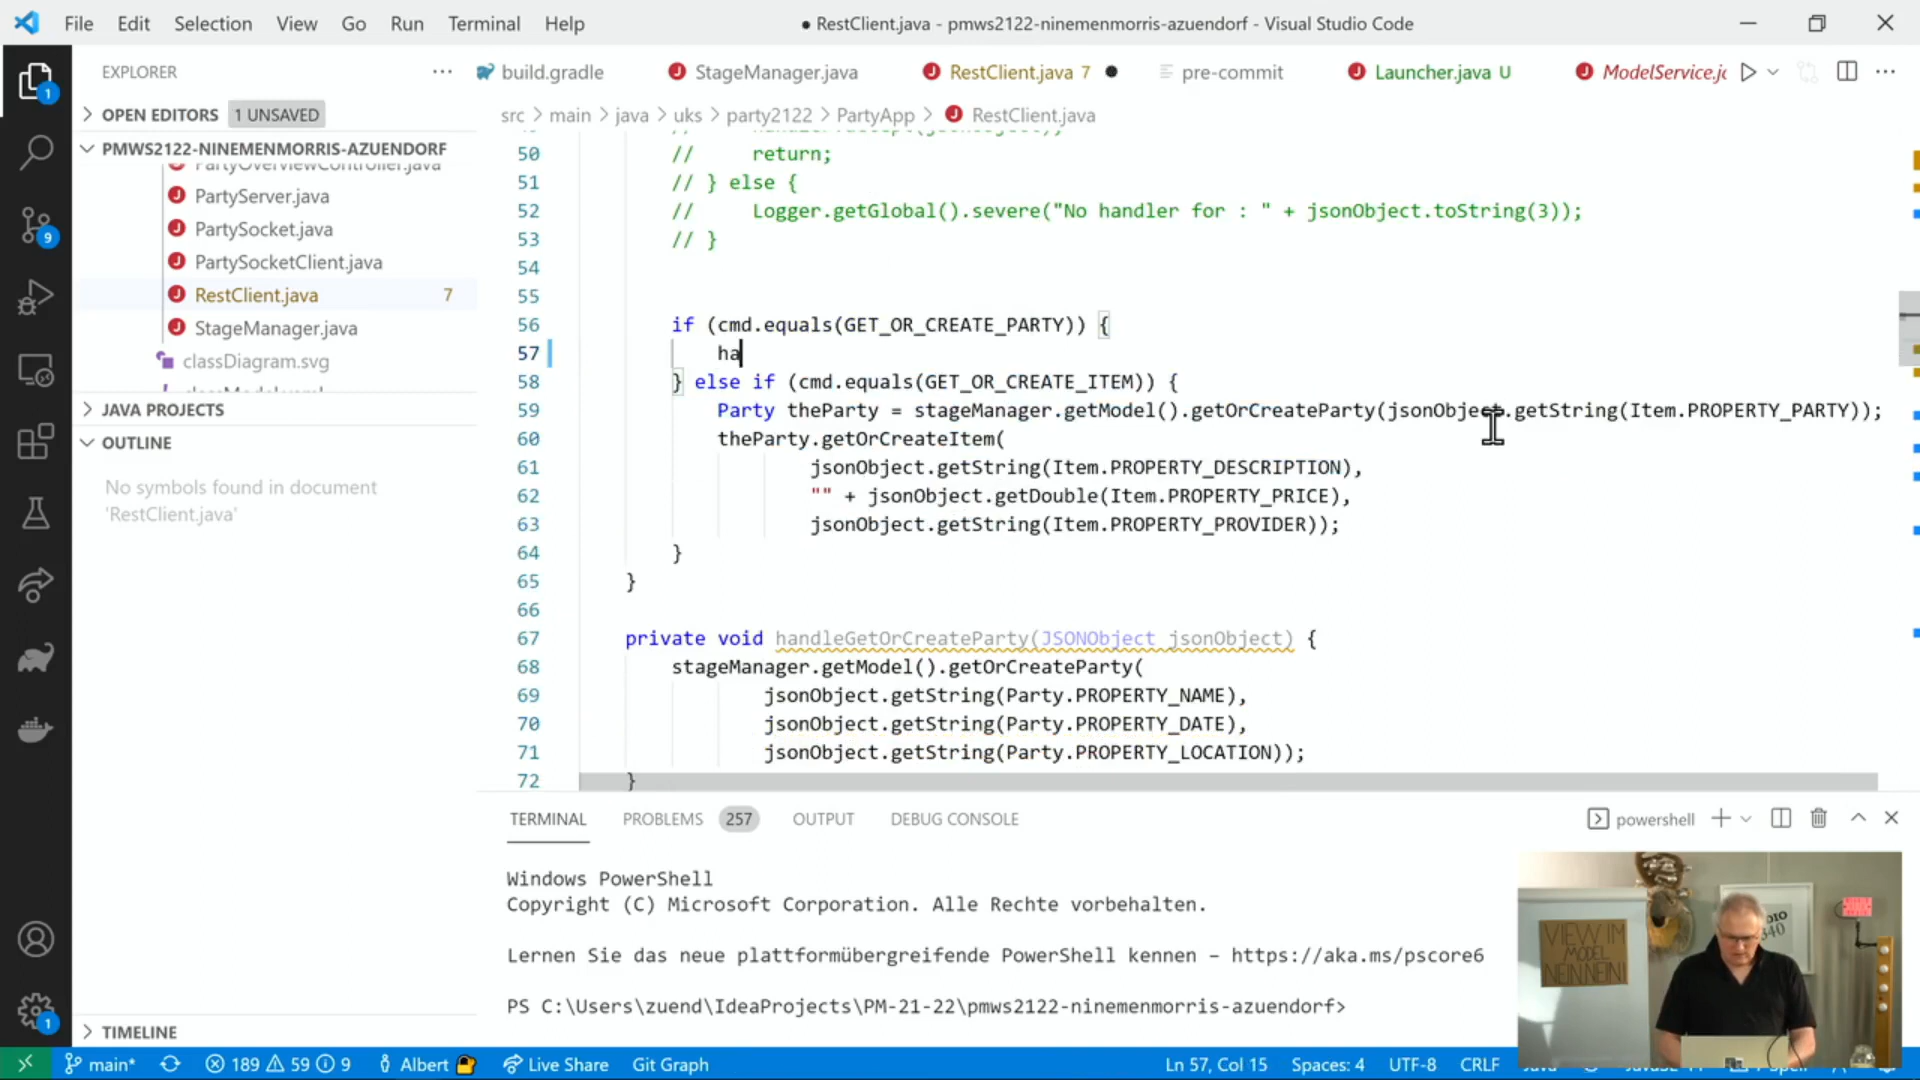 File Edit Selection View Go Run Terminal Help
● RestClient.java - pmws2122-ninemenmorris-azuendorf - Visual Studio Code
EXPLORER
build.gradle
StageManager.java
RestClient.java 7
pre-commit
Launcher.java U
ModelService.jc
OPEN EDITORS 1 UNSAVED
src > main > java > uks > party2122 > PartyApp > RestClient.java
PMWS2122-NINEMENMORRIS-AZUENDORF
PartyOverviewController.java
PartyServer.java
PartySocket.java
PartySocketClient.java
RestClient.java 7
StageManager.java
classDiagram.svg
JAVA PROJECTS
OUTLINE
No symbols found in document
'RestClient.java'
TIMELINE
50 // return;
51 // } else {
52 // Logger.getGlobal().severe("No handler for : " + jsonObject.toString(3));
53 // }
54
55
56 if (cmd.equals(GET_OR_CREATE_PARTY)) {
57 ha
58 } else if (cmd.equals(GET_OR_CREATE_ITEM)) {
59 Party theParty = stageManager.getModel().getOrCreateParty(jsonObject.getString(Item.PROPERTY_PARTY));
60 theParty.getOrCreateItem(
61 jsonObject.getString(Item.PROPERTY_DESCRIPTION),
62 "" + jsonObject.getDouble(Item.PROPERTY_PRICE),
63 jsonObject.getString(Item.PROPERTY_PROVIDER));
64 }
65 }
66
67 private void handleGetOrCreateParty(JSONObject jsonObject) {
68 stageManager.getModel().getOrCreateParty(
69 jsonObject.getString(Party.PROPERTY_NAME),
70 jsonObject.getString(Party.PROPERTY_DATE),
71 jsonObject.getString(Party.PROPERTY_LOCATION));
72 }
TERMINAL PROBLEMS 257 OUTPUT DEBUG CONSOLE
powershell
Windows PowerShell
Copyright (C) Microsoft Corporation. Alle Rechte vorbehalten.
Lernen Sie das neue plattformübergreifende PowerShell kennen – https://aka.ms/pscore6
PS C:\Users\zuend\IdeaProjects\PM-21-22\pmws2122-ninemenmorris-azuendorf>
VIEW IM
MODEL
NEIN NEIN!
main* 189 59 9 Albert Live Share Git Graph
Ln 57, Col 15 Spaces: 4 UTF-8 CRLF